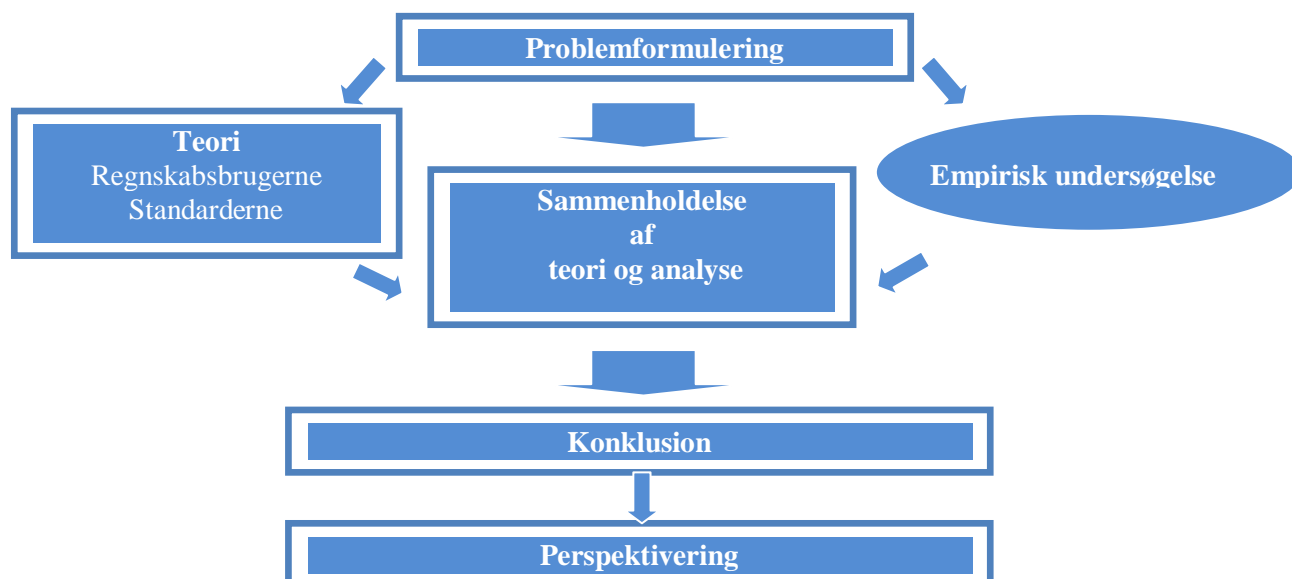 Problemformulering
Teori
Regnskabsbrugerne
Standarderne
Sammenholdelse
af
teori og analyse
Empirisk undersøgelse
Konklusion
Perspektivering